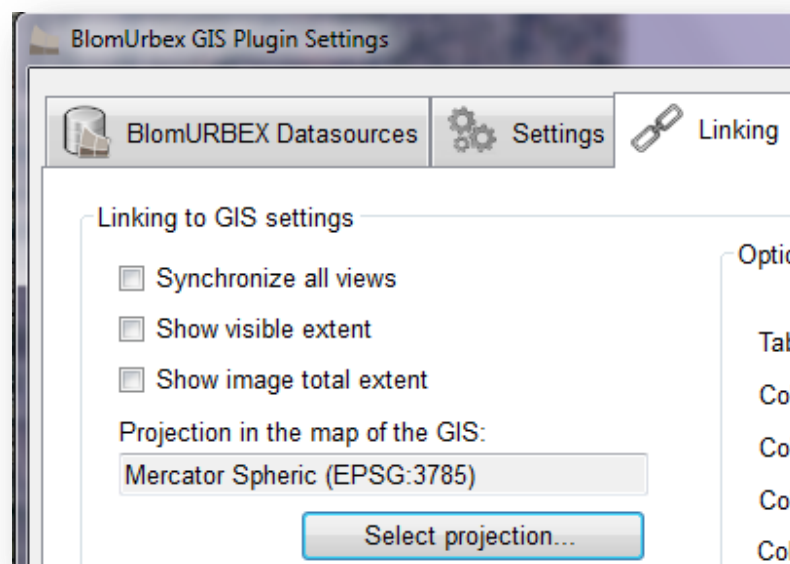 BlomUrbex GIS Plugin Settings
BlomURBEX Datasources
Settings
Linking
Linking to GIS settings
Synchronize all views
Show visible extent
Show image total extent
Projection in the map of the GIS:
Mercator Spheric (EPSG:3785)
Select projection...